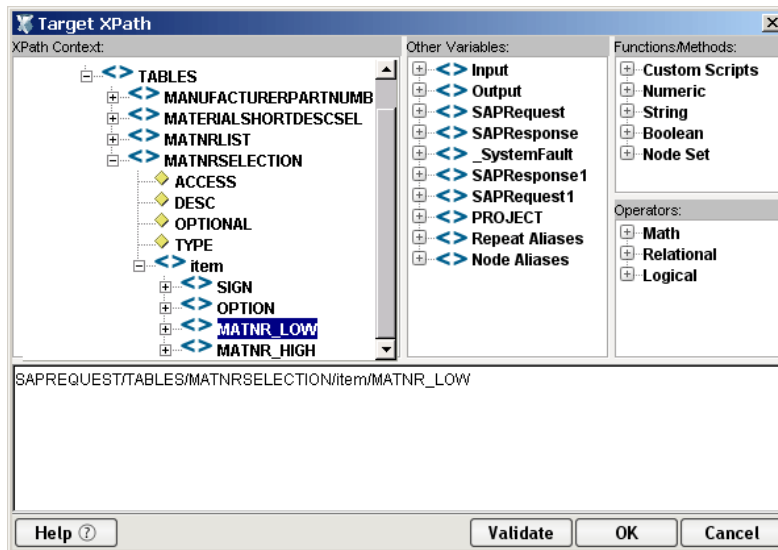 Target XPath
XPath Context:
TABLES
MANUFACTURERPARTNUMB
MATERIALSHORTDESCSEL
MATNRLIST
MATNRSELECTION
ACCESS
DESC
OPTIONAL
TYPE
item
SIGN
OPTION
MATNR_LOW
MATNR_HIGH
Other Variables:
Input
Output
SAPRequest
SAPResponse
_SystemFault
SAPResponse1
SAPRequest1
PROJECT
Repeat Aliases
Node Aliases
Functions/Methods:
Custom Scripts
Numeric
String
Boolean
Node Set
Operators:
Math
Relational
Logical
SAPREQUEST/TABLES/MATNRSELECTION/item/MATNR_LOW
Help ?
Validate
OK
Cancel